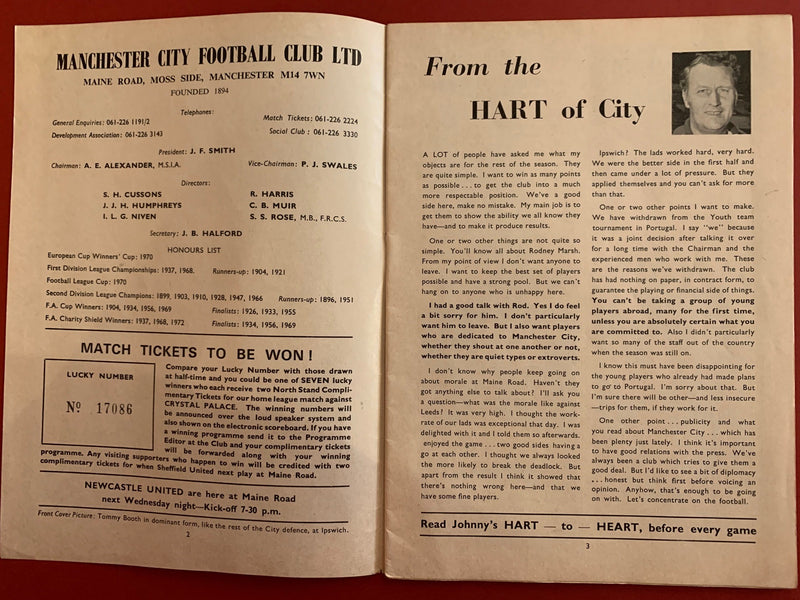 MANCHESTER CITY FOOTBALL CLUB LTD
MAINE ROAD, MOSS SIDE, MANCHESTER M14 7WN
FOUNDED 1894
Telephones:
General Enquiries: 061-226 1191/2
Match Tickets: 061-226 2224
Development Association: 061-226 3143
Social Club: 061-226 3330
President: J. F. SMITH
Chairman: A. E. ALEXANDER, M.S.I.A.
Vice-Chairman: P. J. SWALES
Directors:
S. H. CUSSONS
R. HARRIS
J. J. H. HUMPHREYS
C. B. MUIR
I. L. G. NIVEN
S. S. ROSE, M.B., F.R.C.S.
Secretary: J. B. HALFORD
HONOURS LIST
European Cup Winners' Cup: 1970
First Division League Championships: 1937, 1968.
Runners-up: 1904, 1921
Football League Cup: 1970
Second Division League Champions: 1899, 1903, 1910, 1928, 1947, 1966
Runners-up: 1896, 1951
F.A. Cup Winners: 1904, 1934, 1956, 1969
Finalists: 1926, 1933, 1955
F.A. Charity Shield Winners: 1937, 1968, 1972
Finalists: 1934, 1956, 1969
MATCH TICKETS TO BE WON!
LUCKY NUMBER
No 17086
Compare your Lucky Number with those drawn
at half-time and you could be one of SEVEN lucky
winners who each receive two North Stand Compli-
mentary Tickets for our home league match against
CRYSTAL PALACE. The winning numbers will
be announced over the loud speaker system and
also shown on the electronic scoreboard. If you have
a winning programme send it to the Programme
Editor at the Club and your complimentary tickets
will be forwarded along with your winning
programme. Any visiting supporters who happen to win will be credited with two
complimentary tickets for when Sheffield United next play at Maine Road.
NEWCASTLE UNITED are here at Maine Road
next Wednesday night—Kick-off 7-30 p.m.
Front Cover Picture: Tommy Booth in dominant form, like the rest of the City defence, at Ipswich.
2
From the
HART of City
A LOT of people have asked me what my
objects are for the rest of the season. They
are quite simple. I want to win as many points
as possible . . . to get the club into a much
more respectable position. We've a good
side here, make no mistake. My main job is to
get them to show the ability we all know they
have—and to make it produce results.
One or two other things are not quite so
simple. You'll know all about Rodney Marsh.
From my point of view I don't want anyone to
leave. I want to keep the best set of players
possible and have a strong pool. But we can't
hang on to anyone who is unhappy here.
I had a good talk with Rod. Yes I do feel
a bit sorry for him. I don't particularly
want him to leave. But I also want players
who are dedicated to Manchester City,
whether they shout at one another or not,
whether they are quiet types or extroverts.
I don't know why people keep going on
about morale at Maine Road. Haven't they
got anything else to talk about? I'll ask you
a question—what was the morale like against
Leeds? It was very high. I thought the work-
rate of our lads was exceptional that day. I was
delighted with it and I told them so afterwards.
I enjoyed the game . . . two good sides having a
go at each other. I thought we always looked
the more likely to break the deadlock. But
apart from the result I think it showed that
there's nothing wrong here—and that we
have some fine players.
Ipswich? The lads worked hard, very hard.
We were the better side in the first half and
then came under a lot of pressure. But they
applied themselves and you can't ask for more
than that.
One or two other points I want to make.
We have withdrawn from the Youth team
tournament in Portugal. I say "we" because
it was a joint decision after talking it over
for a long time with the Chairman and the
experienced men who work with me. These
are the reasons we've withdrawn. The club
has had nothing on paper, in contract form, to
guarantee the playing or financial side of things.
You can't be taking a group of young
players abroad, many for the first time,
unless you are absolutely certain what you
are committed to. Also I didn't particularly
want so many of the staff out of the country
when the season was still on.
I know this must have been disappointing for
the young players who already had made plans
to go to Portugal. I'm sorry about that. But
I'm sure there will be other—and less insecure
—trips for them, if they work for it.
One other point . . . publicity and what
you read about Manchester City . . . which has
been plenty just lately. I think it's important
to have good relations with the press. We've
always been a club which tries to give them a
good deal. But I'd like to see a bit of diplomacy
. . . honest but think first before voicing an
opinion. Anyhow, that's enough to be going
on with. Let's concentrate on the football.
Read Johnny's HART — to — HEART, before every game
3